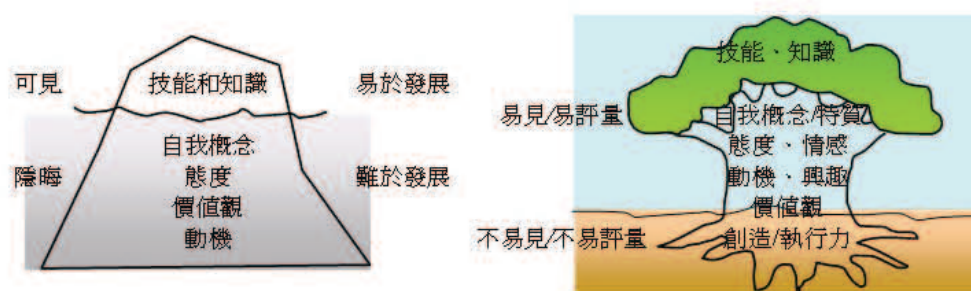 可見
技能和知識
易於發展
隱晦
自我概念
態度
價值觀
動機
難於發展
技能、知識
易見/易評量
自我概念/特質
態度、情感
動機、興趣
價值觀
不易見/不易評量
創造/執行力